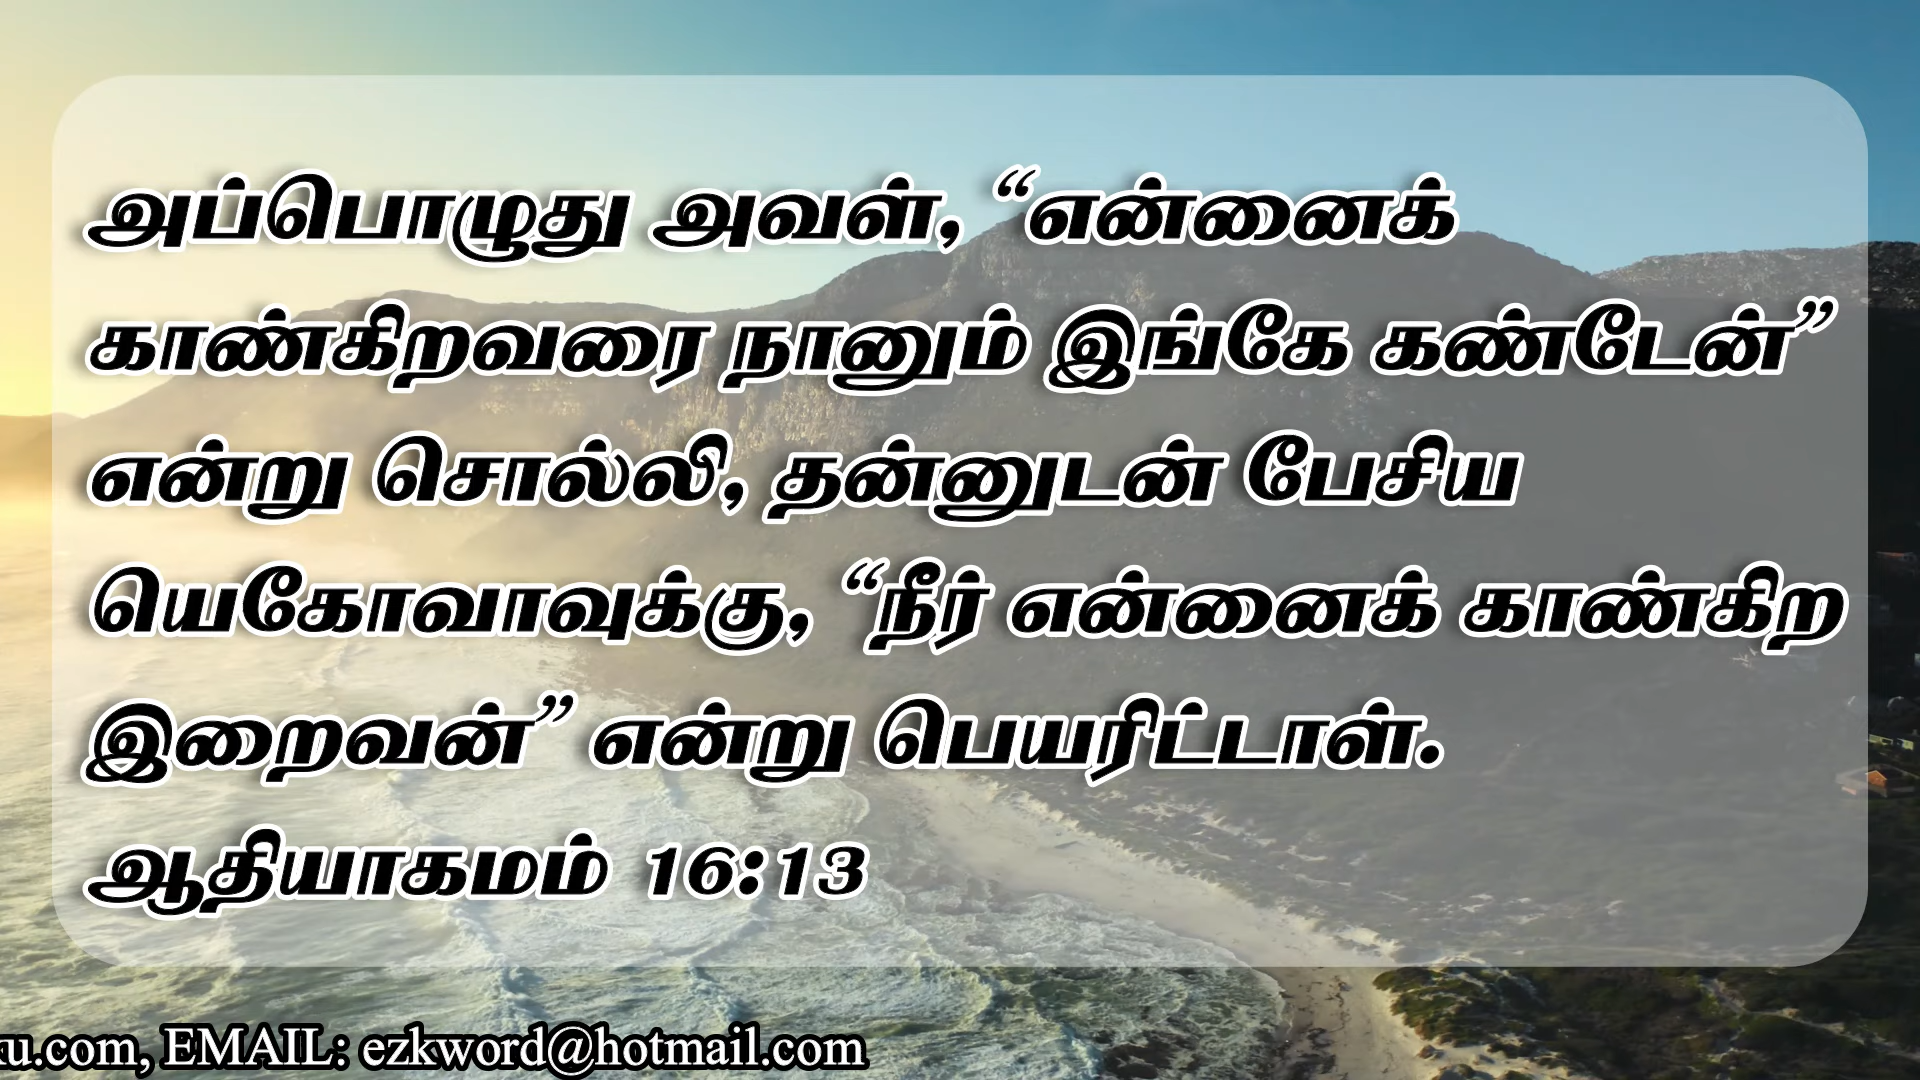 அப்பொழுது அவள், “என்னைக்
காண்கிறவரை நானும் இங்கே கண்டேன்”
என்று சொல்லி, தன்னுடன் பேசிய
யெகோவாவுக்கு, “நீர் என்னைக் காண்கிற
இறைவன்” என்று பெயரிட்டாள்.
ஆதியாகமம் 16:13
.com, EMAIL: ezkword@hotmail.com